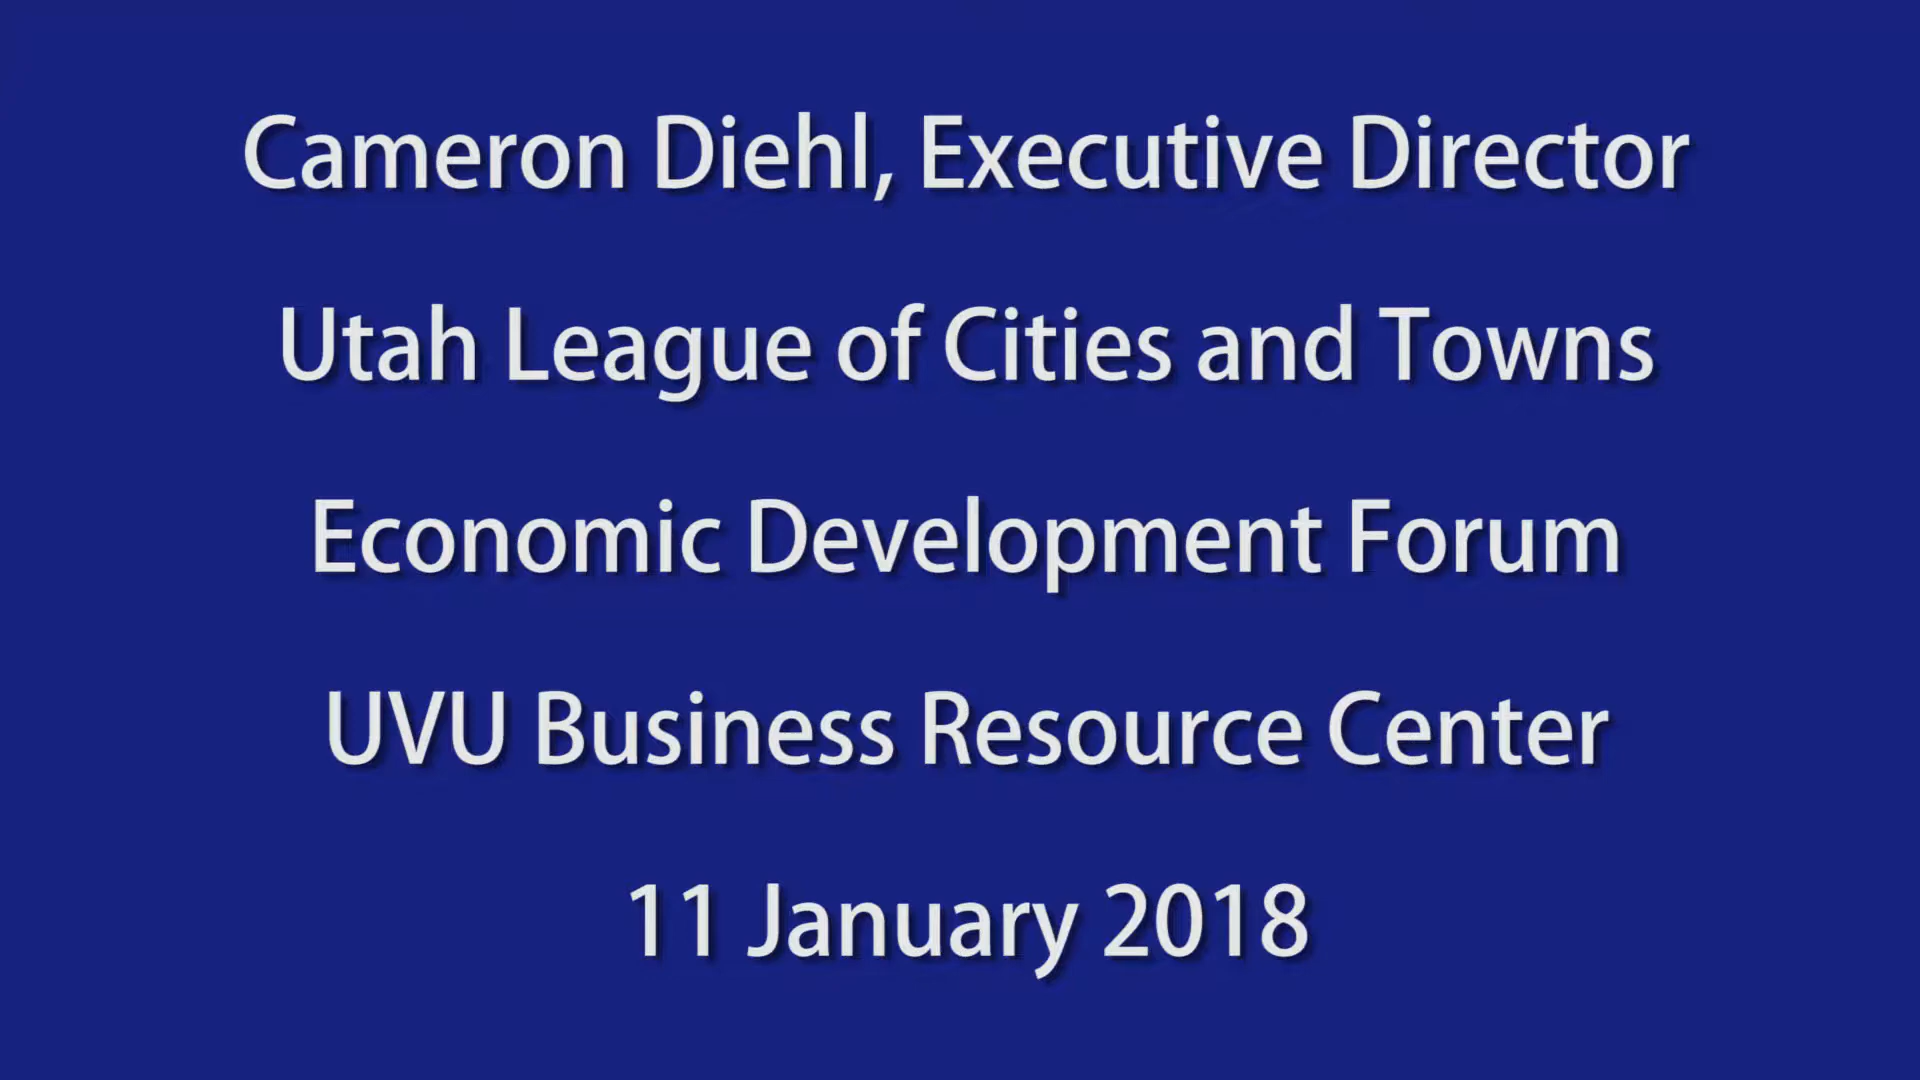 Cameron Diehl, Executive Director
Utah League of Cities and Towns
Economic Development Forum
UVU Business Resource Center
11 January 2018